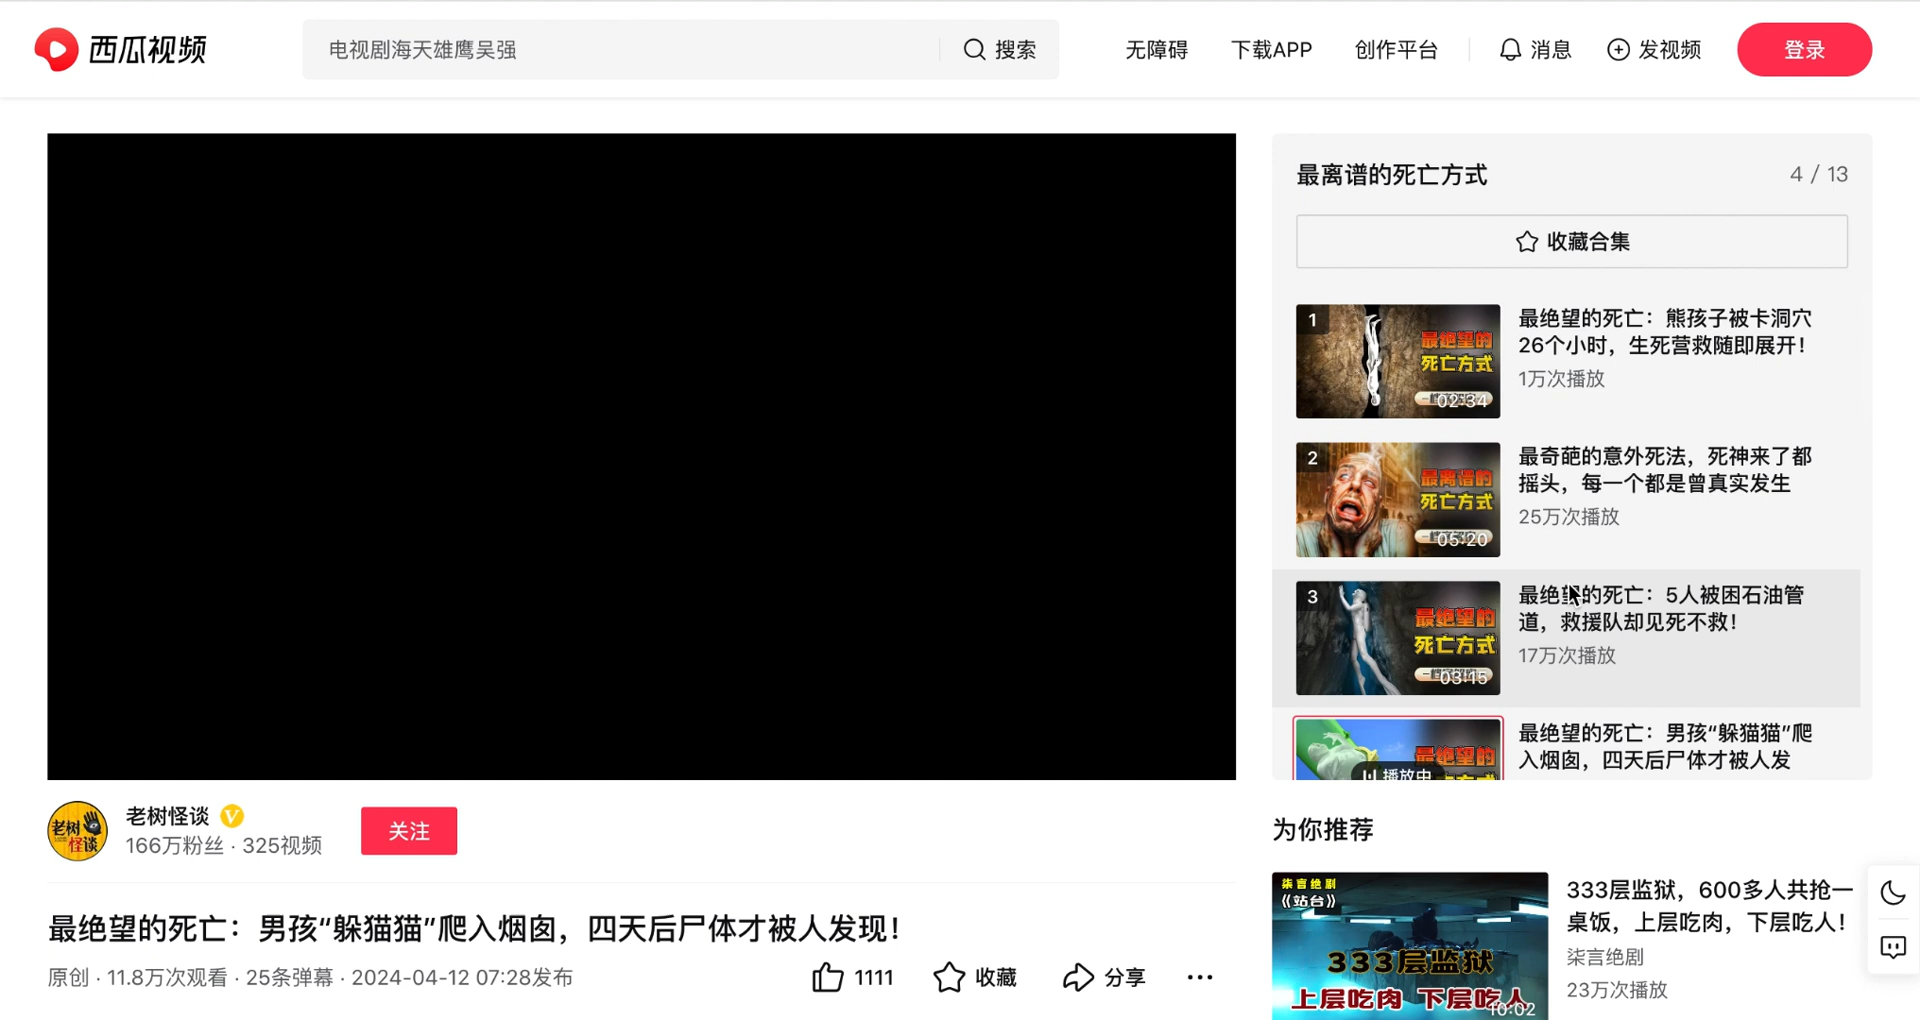 西瓜视频
电视剧海天雄鹰吴强
搜索
无障碍
下载APP
创作平台
消息
发视频
登录
最离谱的死亡方式
4 / 13
收藏合集
1
最绝望的
死亡方式
02:34
最绝望的死亡：熊孩子被卡洞穴
26个小时，生死营救随即展开！
1万次播放
2
最离谱的
死亡方式
05:20
最奇葩的意外死法，死神来了都
摇头，每一个都是曾真实发生
25万次播放
3
最绝望的
死亡方式
03:15
最绝望的死亡：5人被困石油管
道，救援队却见死不救！
17万次播放
最绝望的
播放中
最绝望的死亡：男孩“躲猫猫”爬
入烟囱，四天后尸体才被人发
老树
怪谈
老树怪谈
166万粉丝 · 325视频
关注
最绝望的死亡：男孩“躲猫猫”爬入烟囱，四天后尸体才被人发现！
原创 · 11.8万次观看 · 25条弹幕 · 2024-04-12 07:28发布
1111
收藏
分享
为你推荐
柒言绝剧
《站台》
333层监狱
上层吃肉 下层吃人
10:02
333层监狱，600多人共抢一
桌饭，上层吃肉，下层吃人！
柒言绝剧
23万次播放